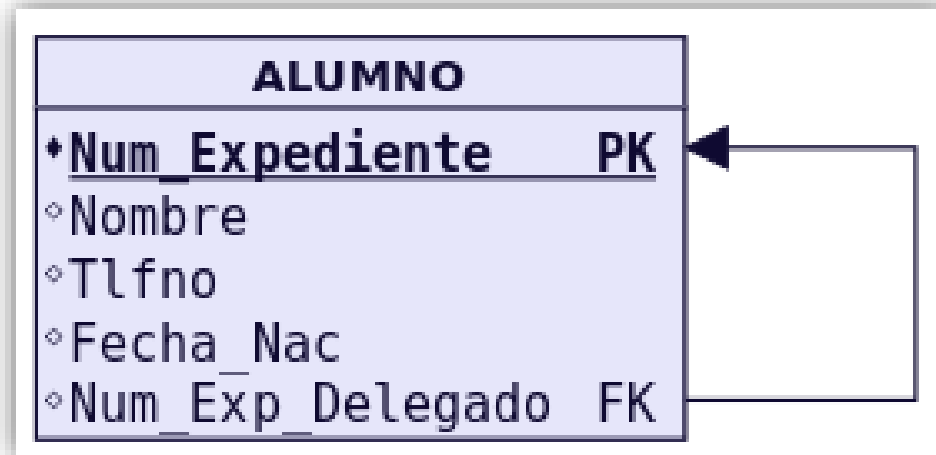 ALUMNO
Num_Expediente PK
Nombre
Tlfno
Fecha_Nac
Num_Exp_Delegado FK